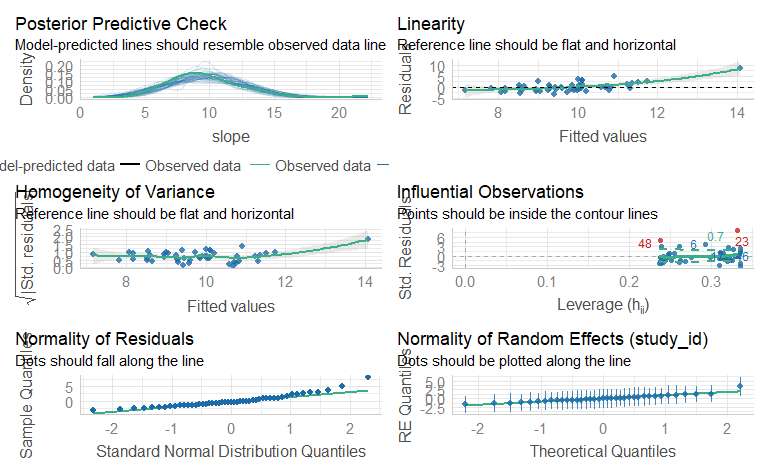 Posterior Predictive Check
Model-predicted lines should resemble observed data line
Density
0.20
0.15
0.10
0.05
0.00
0 5 10 15 20
slope
del-predicted data Observed data Observed data
Linearity
Reference line should be flat and horizontal
Residuals
10
5
0
-5
8 10 12 14
Fitted values
Homogeneity of Variance
Reference line should be flat and horizontal
√|Std. residuals|
2.5
2.0
1.5
1.0
0.5
0.0
8 10 12 14
Fitted values
Influential Observations
Points should be inside the contour lines
Std. Residuals
6
3
0
-3
48 6 0.7 23
0.0 0.1 0.2 0.3
Leverage (hii)
Normality of Residuals
Dots should fall along the line
Sample Quantiles
5
0
-2 -1 0 1 2
Standard Normal Distribution Quantiles
Normality of Random Effects (study_id)
Dots should be plotted along the line
RE Quantiles
5.0
2.5
0.0
-2.5
-2 -1 0 1 2
Theoretical Quantiles